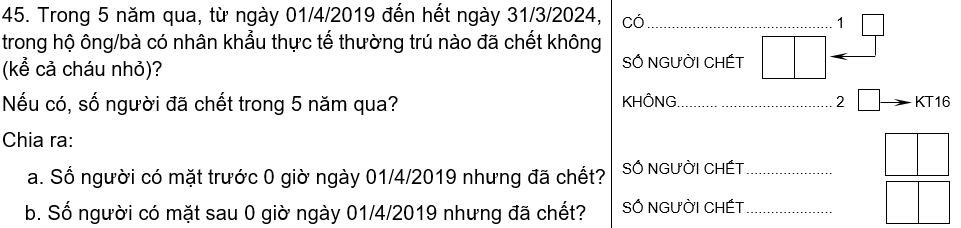 45. Trong 5 năm qua, từ ngày 01/4/2019 đến hết ngày 31/3/2024,
trong hộ ông/bà có nhân khẩu thực tế thường trú nào đã chết không
(kể cả cháu nhỏ)?
Nếu có, số người đã chết trong 5 năm qua?
Chia ra:
a. Số người có mặt trước 0 giờ ngày 01/4/2019 nhưng đã chết?
b. Số người có mặt sau 0 giờ ngày 01/4/2019 nhưng đã chết?
CÓ.................................... 1
SỐ NGƯỜI CHẾT
KHÔNG.......... ...................... 2 KT16
SỐ NGƯỜI CHẾT.................
SỐ NGƯỜI CHẾT.................